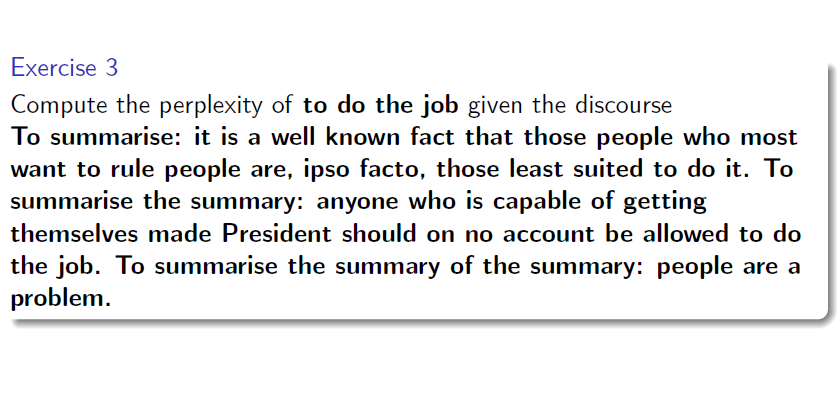 Exercise 3
Compute the perplexity of to do the job given the discourse
To summarise: it is a well known fact that those people who most
want to rule people are, ipso facto, those least suited to do it. To
summarise the summary: anyone who is capable of getting
themselves made President should on no account be allowed to do
the job. To summarise the summary of the summary: people are a
problem.